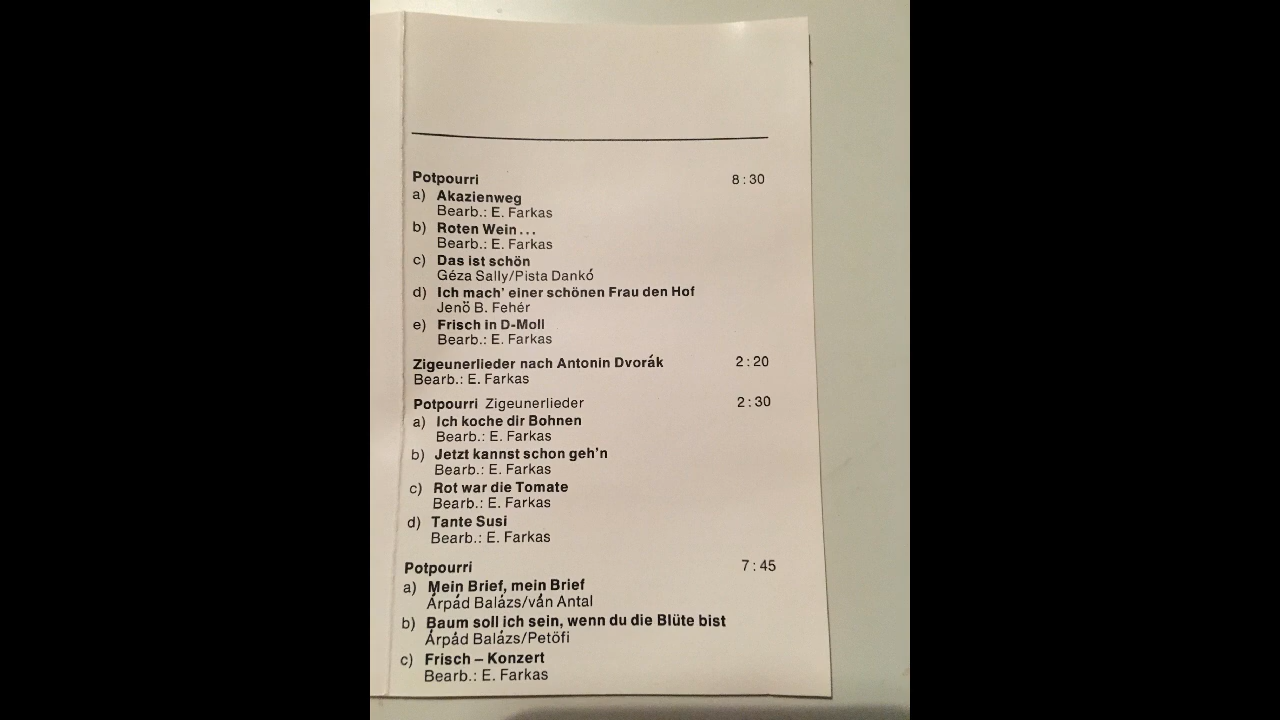 Potpourri 8:30
a) Akazienweg
Bearb.: E. Farkas
b) Roten Wein...
Bearb.: E. Farkas
c) Das ist schön
Géza Sally/Pista Dankó
d) Ich mach' einer schönen Frau den Hof
Jenö B. Fehér
e) Frisch in D-Moll
Bearb.: E. Farkas
Zigeunerlieder nach Antonin Dvorák 2:20
Bearb.: E. Farkas
Potpourri Zigeunerlieder 2:30
a) Ich koche dir Bohnen
Bearb.: E. Farkas
b) Jetzt kannst schon geh'n
Bearb.: E. Farkas
c) Rot war die Tomate
Bearb.: E. Farkas
d) Tante Susi
Bearb.: E. Farkas
Potpourri 7:45
a) Mein Brief, mein Brief
Árpád Balázs/ván Antal
b) Baum soll ich sein, wenn du die Blüte bist
Árpád Balázs/Petöfi
c) Frisch – Konzert
Bearb.: E. Farkas